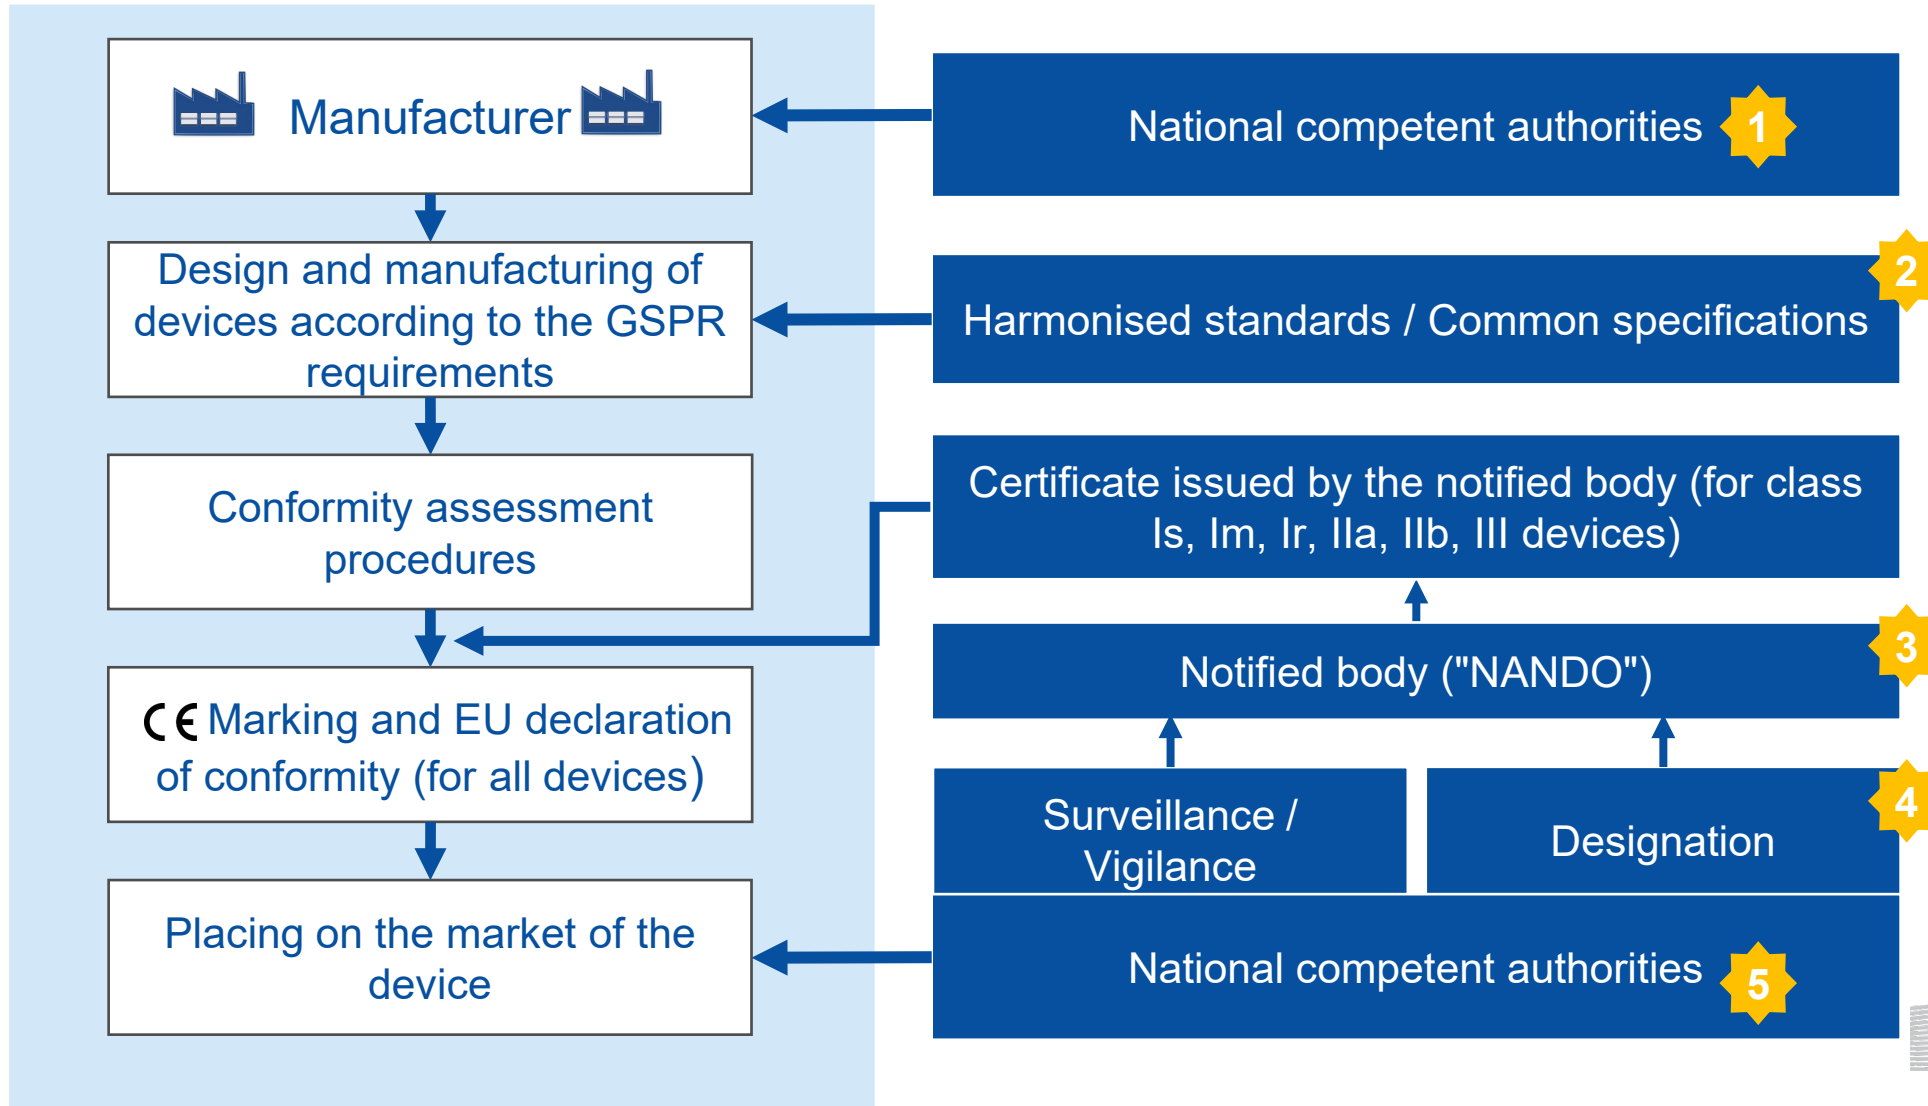 Manufacturer
National competent authorities
1
Design and manufacturing of
devices according to the GSPR
requirements
Harmonised standards / Common specifications
2
Conformity assessment
procedures
Certificate issued by the notified body (for class
Is, Im, Ir, IIa, IIb, III devices)
Notified body ("NANDO")
3
CE Marking and EU declaration
of conformity (for all devices)
Surveillance /
Vigilance
Designation
4
Placing on the market of the
device
National competent authorities
5